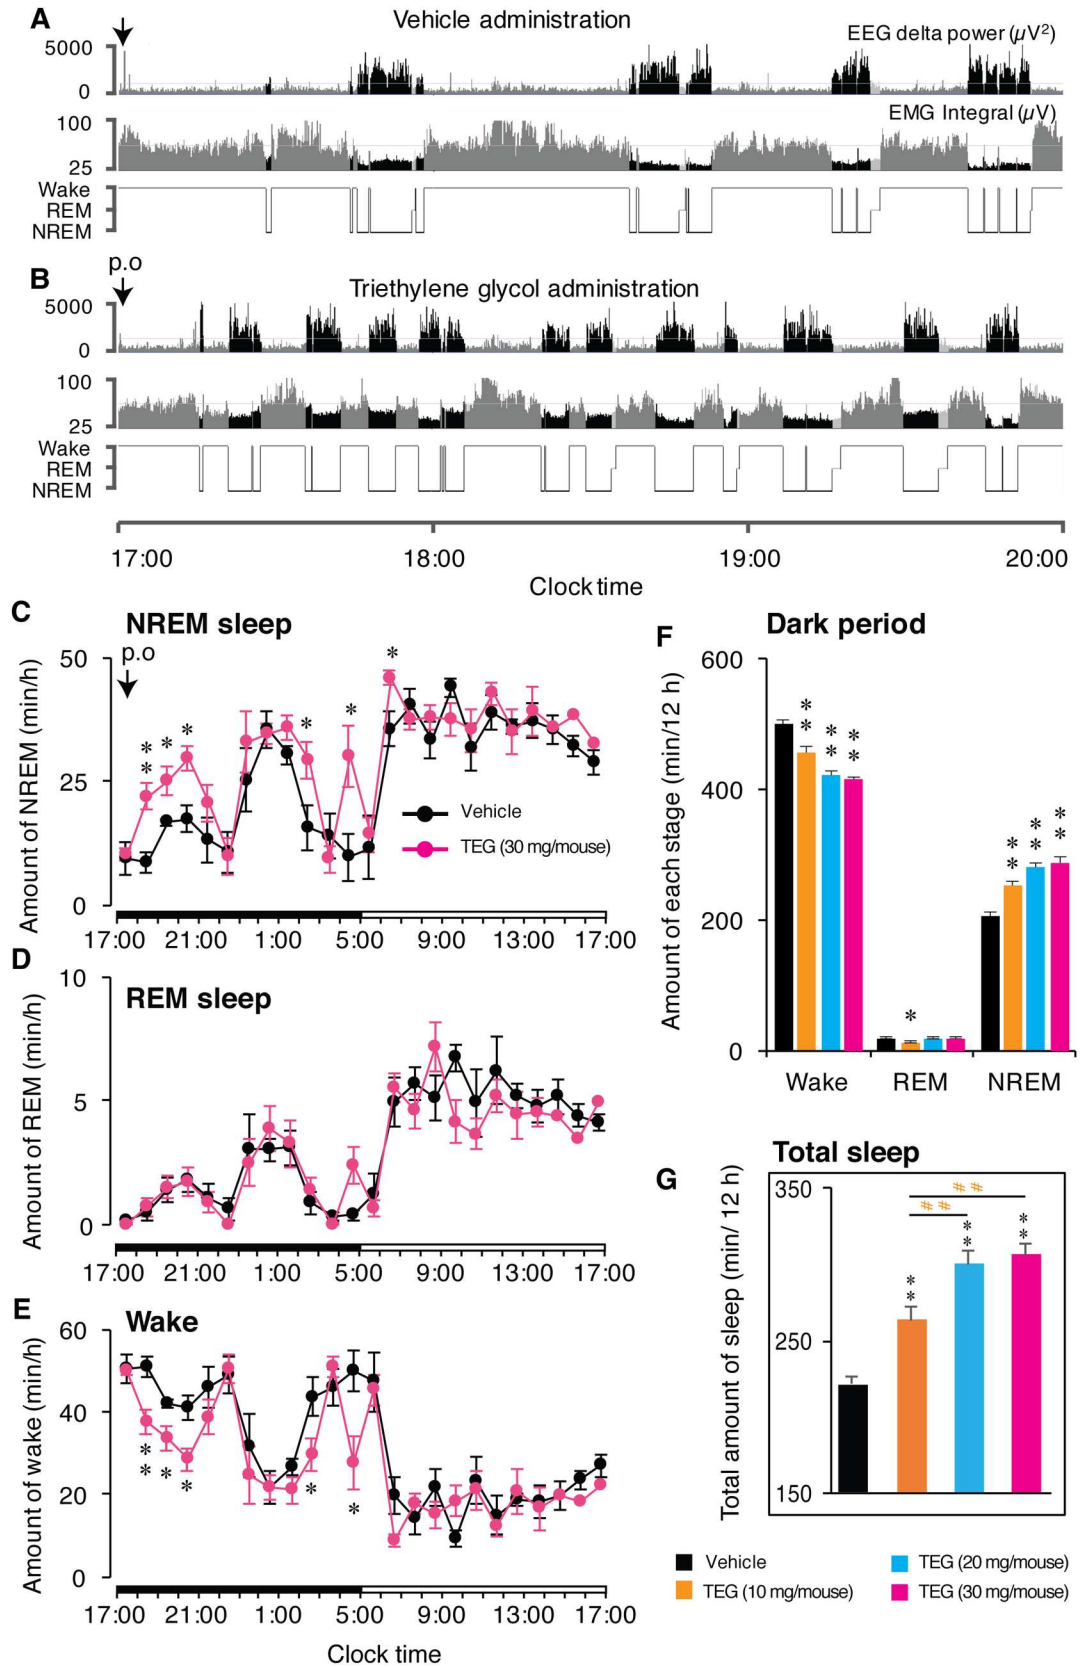 A
Vehicle administration
EEG delta power (µV²)
5000
0
EMG Integral (µV)
100
25
Wake
REM
NREM
p.o
B
Triethylene glycol administration
5000
0
100
25
Wake
REM
NREM
17:00 18:00 19:00 20:00
Clock time
C
NREM sleep
p.o
50
25
0
Amount of NREM (min/h)
* * * * * * *
Vehicle
TEG (30 mg/mouse)
17:00 21:00 1:00 5:00 9:00 13:00 17:00
D
REM sleep
10
5
0
Amount of REM (min/h)
17:00 21:00 1:00 5:00 9:00 13:00 17:00
E
Wake
60
40
20
0
Amount of wake (min/h)
* * * * * *
17:00 21:00 1:00 5:00 9:00 13:00 17:00
Clock time
F
Dark period
600
400
200
0
Amount of each stage (min/12 h)
** ** **
*
** ** **
Wake REM NREM
G
Total sleep
350
250
150
Total amount of sleep (min/ 12 h)
##
##
** ** **
Vehicle
TEG (10 mg/mouse)
TEG (20 mg/mouse)
TEG (30 mg/mouse)